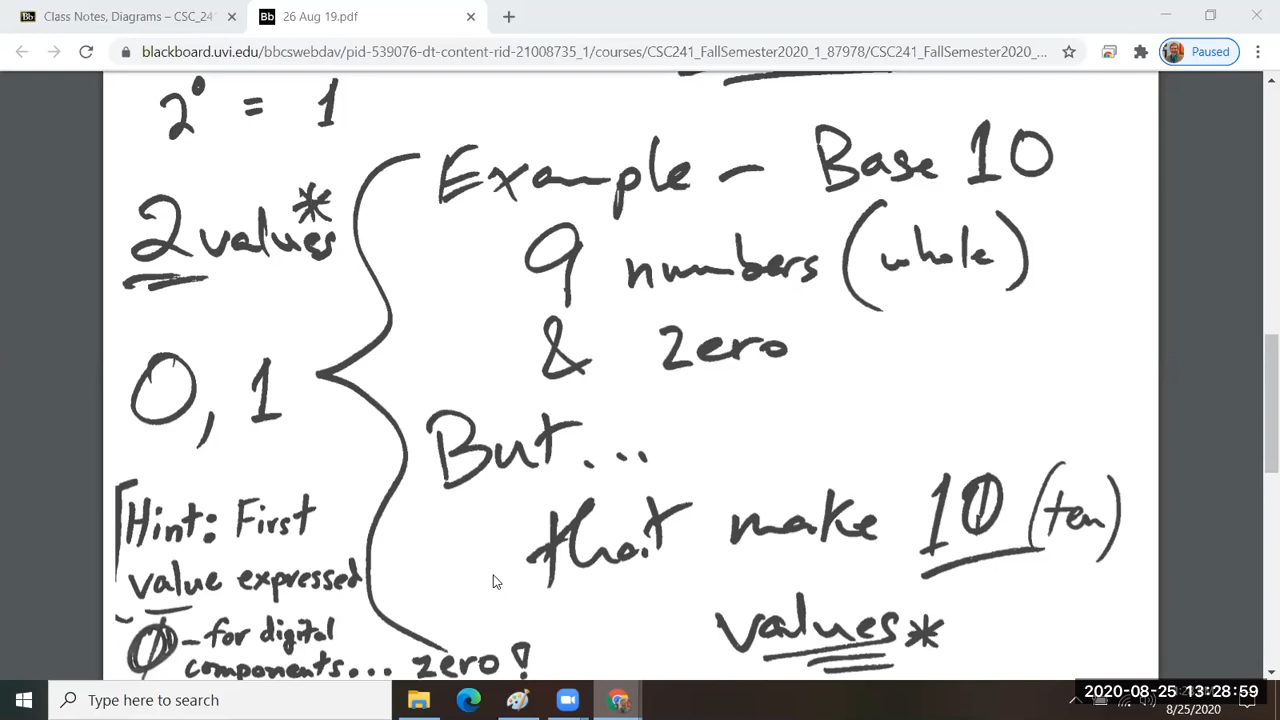 Class Notes, Diagrams – CSC_24
26 Aug 19.pdf
blackboard.uvi.edu/bbcswebdav/pid-539076-dt-content-rid-21008735_1/courses/CSC241_FallSemester2020_1_87978/CSC241_FallSemester2020_...
Paused
2⁰ = 1
2 values*
0, 1
[Hint: First
value expressed
0 – for digital
components... zero!
Example – Base 10
9 numbers (whole)
& zero
But...
that make 10 (ten)
values*
Type here to search
2020-08-25 13:28:59
8/25/2020